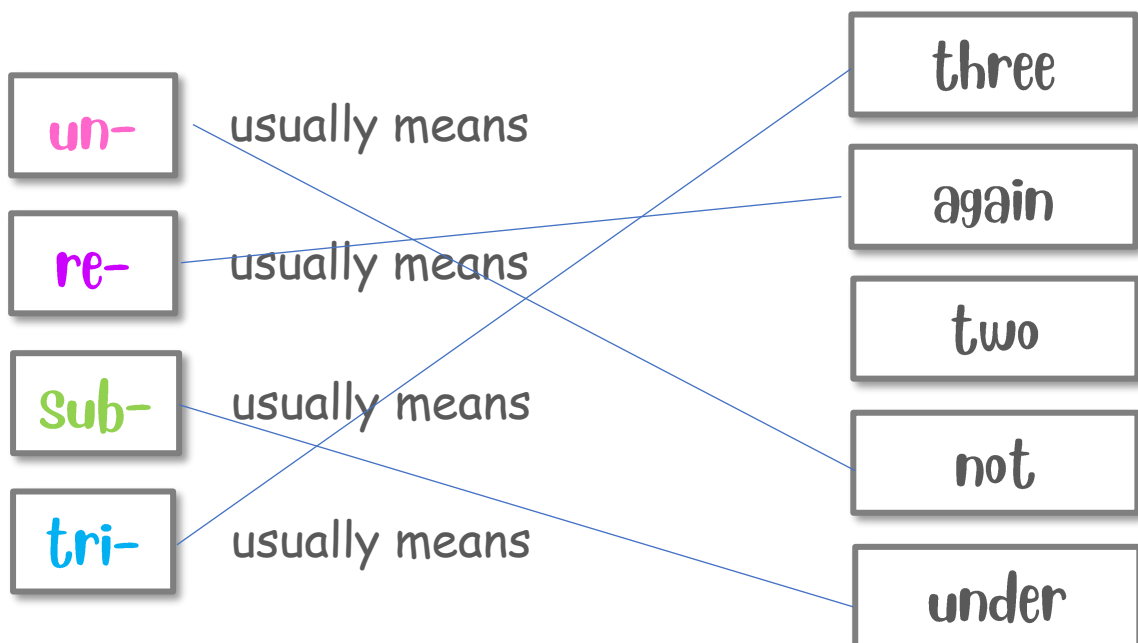 un- usually means
re- usually means
sub- usually means
tri- usually means
three
again
two
not
under